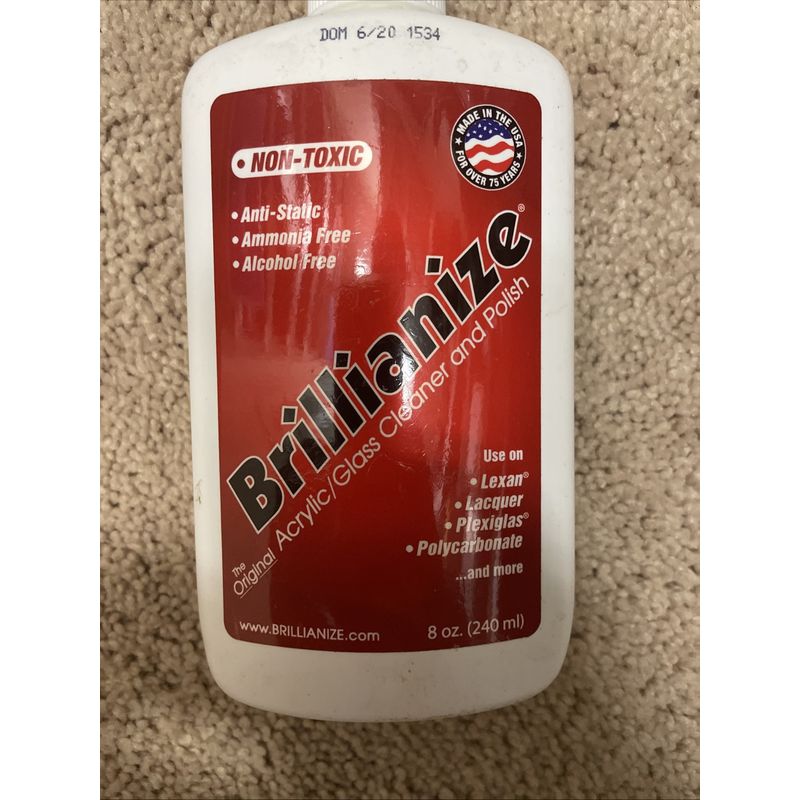 DOM 6/20 1534
MADE IN THE USA
FOR OVER 75 YEARS
• NON-TOXIC
• Anti-Static
• Ammonia Free
• Alcohol Free
Brillianize®
The Original Acrylic/Glass Cleaner and Polish
Use on
• Lexan®
• Lacquer
• Plexiglas®
• Polycarbonate
...and more
www.BRILLIANIZE.com
8 oz. (240 ml)